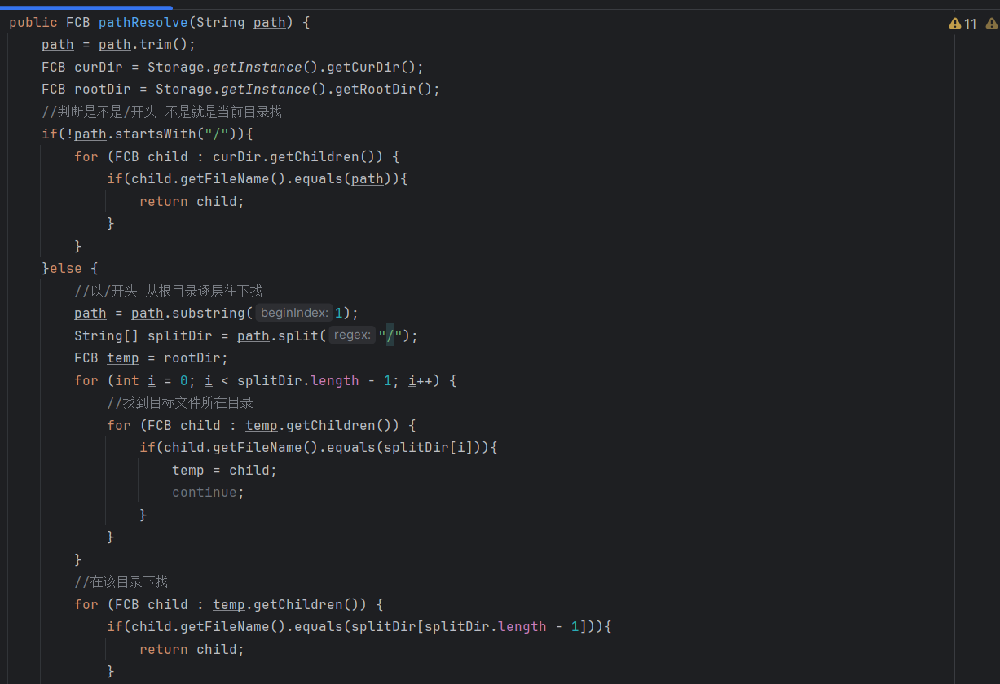 public FCB pathResolve(String path) {
11
path = path.trim();
FCB curDir = Storage.getInstance().getCurDir();
FCB rootDir = Storage.getInstance().getRootDir();
//判断是不是/开头 不是就是当前目录找
if(!path.startsWith("/")){
for (FCB child : curDir.getChildren()) {
if(child.getFileName().equals(path)){
return child;
}
}
}else {
//以/开头 从根目录逐层往下找
path = path.substring( beginIndex: 1);
String[] splitDir = path.split( regex: "/");
FCB temp = rootDir;
for (int i = 0; i < splitDir.length - 1; i++) {
//找到目标文件所在目录
for (FCB child : temp.getChildren()) {
if(child.getFileName().equals(splitDir[i])){
temp = child;
continue;
}
}
}
//在该目录下找
for (FCB child : temp.getChildren()) {
if(child.getFileName().equals(splitDir[splitDir.length - 1])){
return child;
}